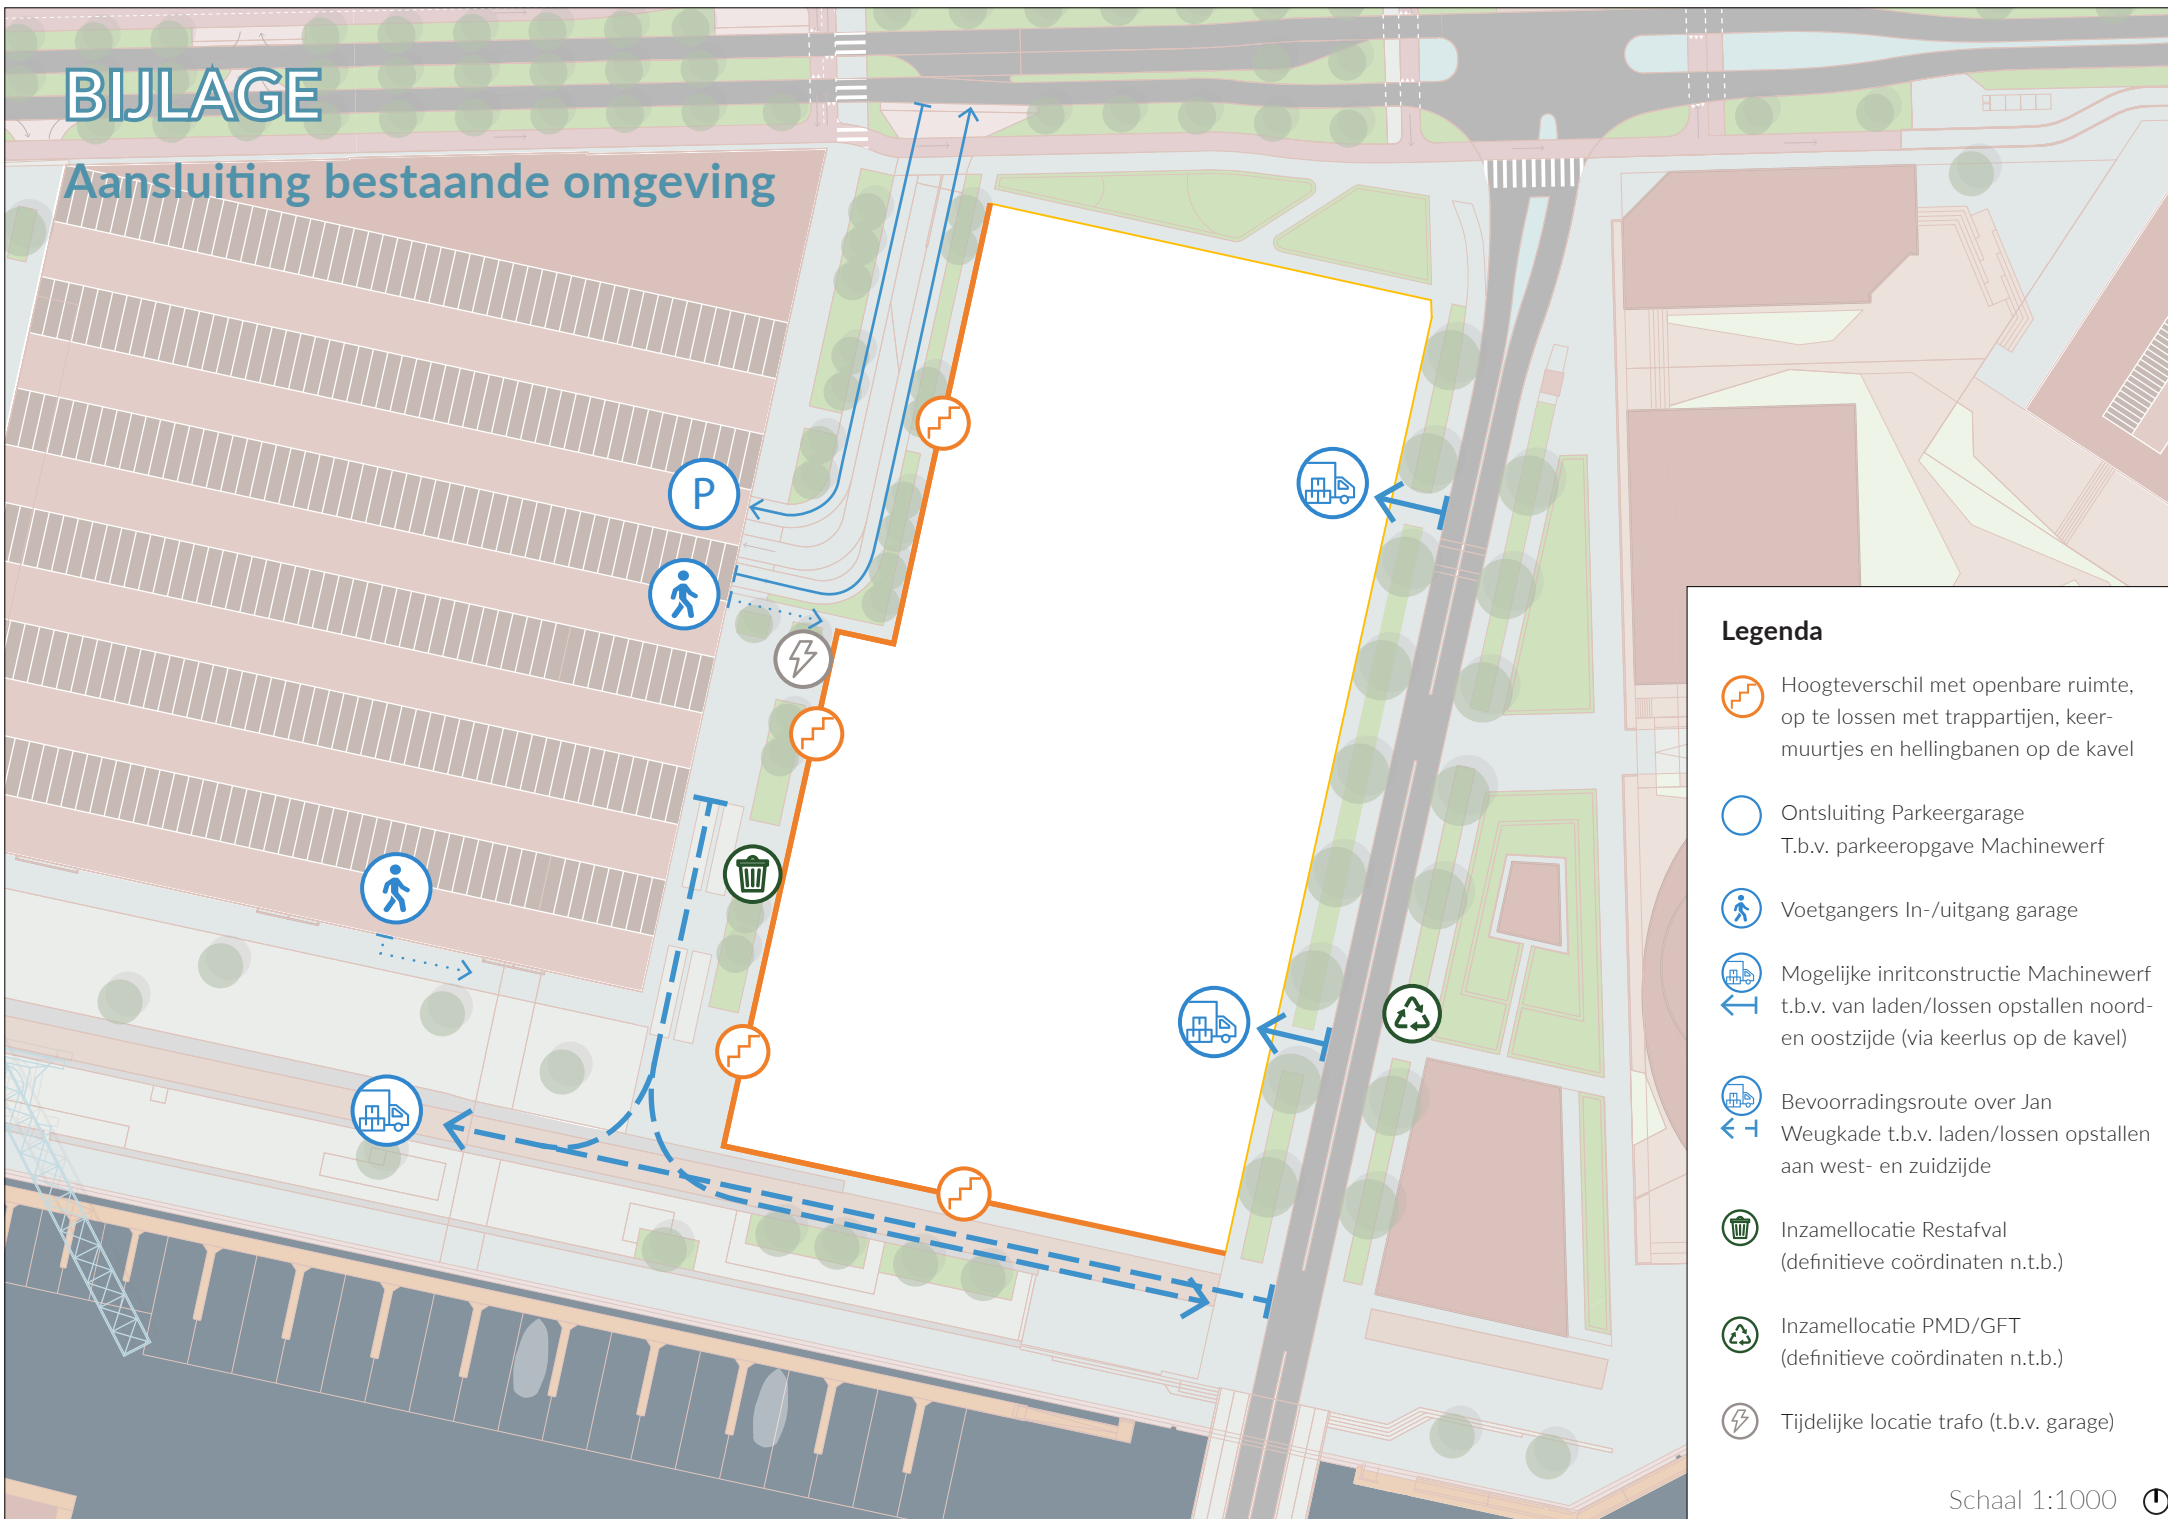 BIJLAGE
Aansluiting bestaande omgeving
P
Legenda
Hoogteverschil met openbare ruimte,
op te lossen met trappartijen, keer-
muurtjes en hellingbanen op de kavel
Ontsluiting Parkeergarage
T.b.v. parkeeropgave Machinewerf
Voetgangers In-/uitgang garage
Mogelijke inritconstructie Machinewerf
t.b.v. van laden/lossen opstallen noord-
en oostzijde (via keerlus op de kavel)
Bevoorradingsroute over Jan
Weugkade t.b.v. laden/lossen opstallen
aan west- en zuidzijde
Inzamellocatie Restafval
(definitieve coördinaten n.t.b.)
Inzamellocatie PMD/GFT
(definitieve coördinaten n.t.b.)
Tijdelijke locatie trafo (t.b.v. garage)
Schaal 1:1000